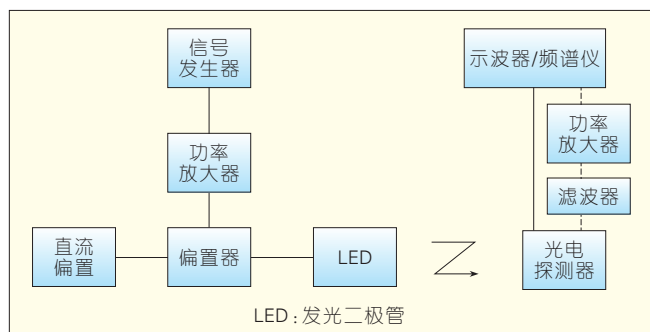 信号
发生器
示波器/频谱仪
功率
放大器
功率
放大器
滤波器
直流
偏置
偏置器
LED
光电
探测器
LED:发光二极管